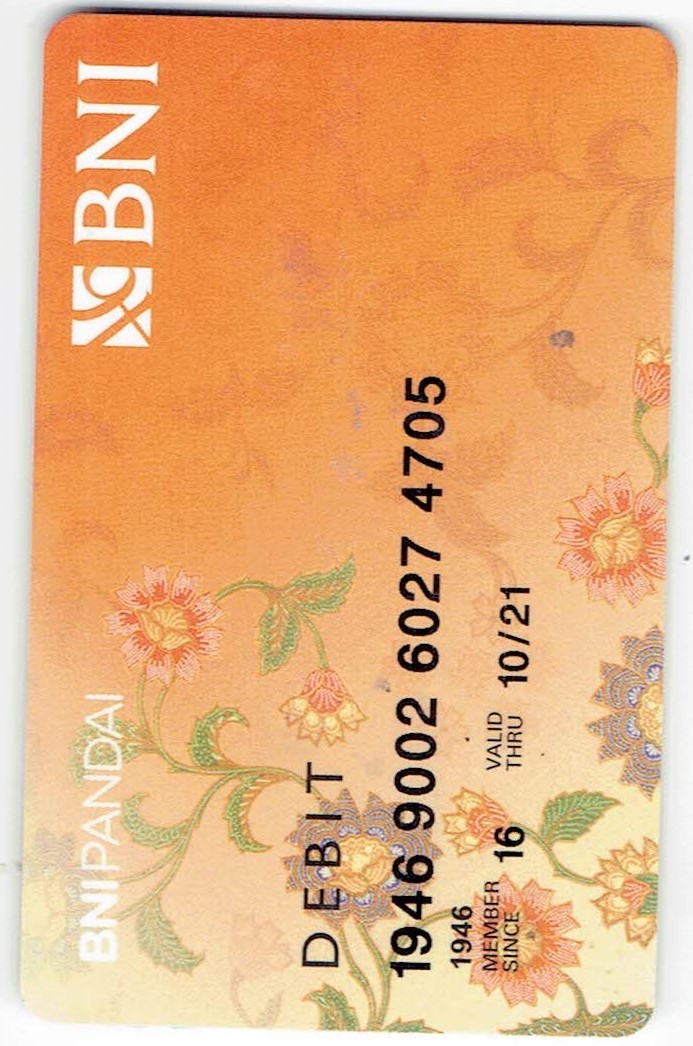 BNI PANDAI
BNI
DEBIT
1946 9002 6027 4705
1946
MEMBER SINCE 16 VALID THRU 10/21